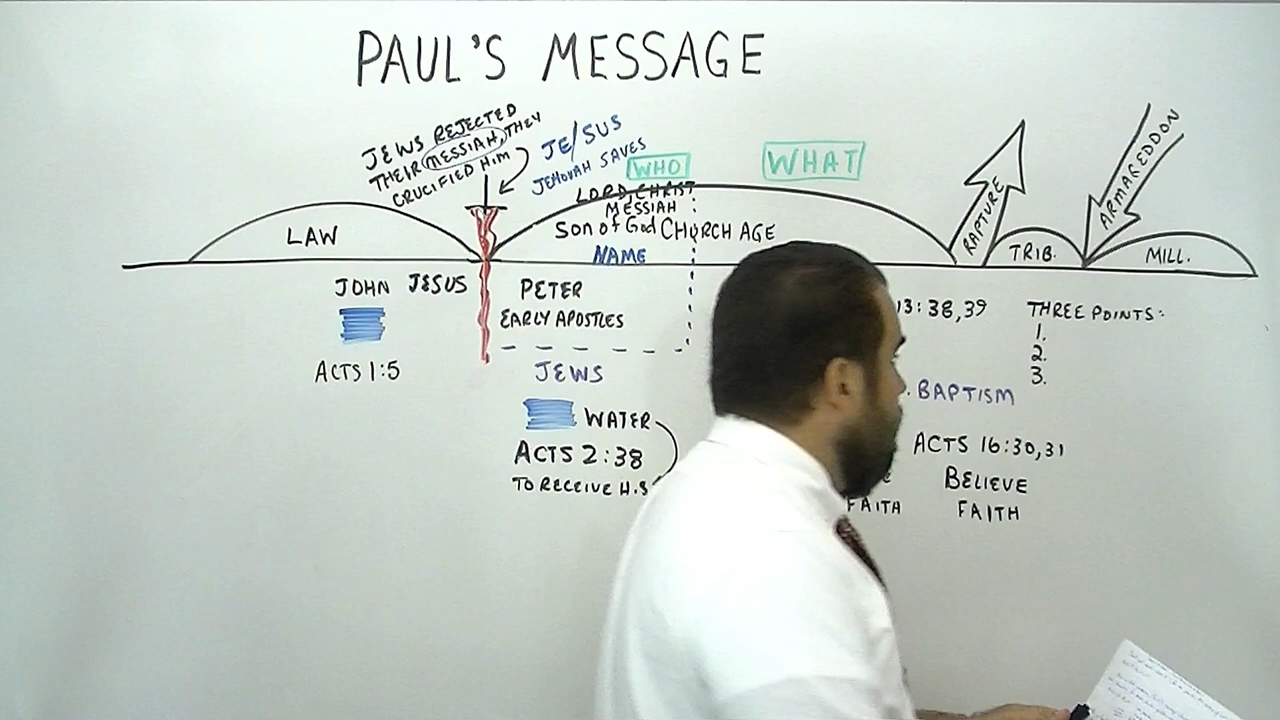 PAUL'S MESSAGE
JEWS REJECTED
THEIR MESSIAH, THEY
CRUCIFIED HIM
JE/SUS
JEHOVAH SAVES
WHO
WHAT
LORD, CHRIST
MESSIAH
Son of God
CHURCH AGE
NAME
LAW
RAPTURE
TRIB.
ARMAREDDON
MILL.
JOHN JESUS
ACTS 1:5
PETER
EARLY APOSTLES
JEWS
WATER
ACTS 2:38
TO RECEIVE H.S
13:38,39
BAPTISM
FAITH
ACTS 16:30,31
BELIEVE
FAITH
THREE POINTS:
1.
2.
3.